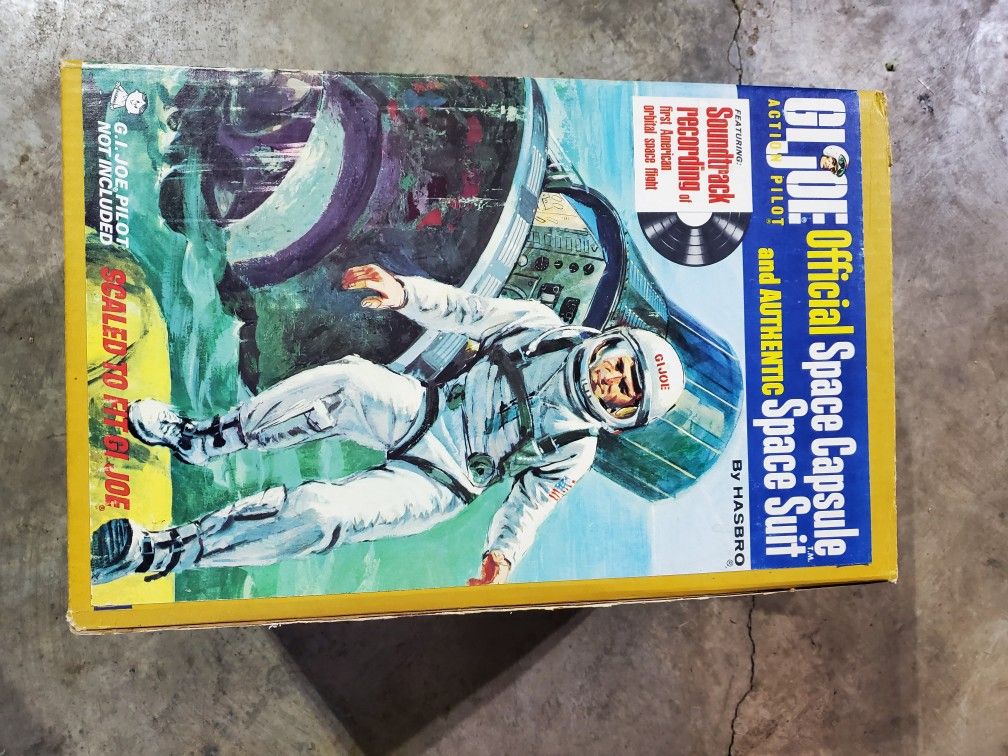 G.I. JOE®
ACTION PILOT®
Official Space Capsule T.M.
and AUTHENTIC Space Suit
By HASBRO®
FEATURING:
Soundtrack
recording of
first American
orbital space flight
GI JOE
G.I. JOE PILOT
NOT INCLUDED
SCALED TO FIT G.I. JOE®